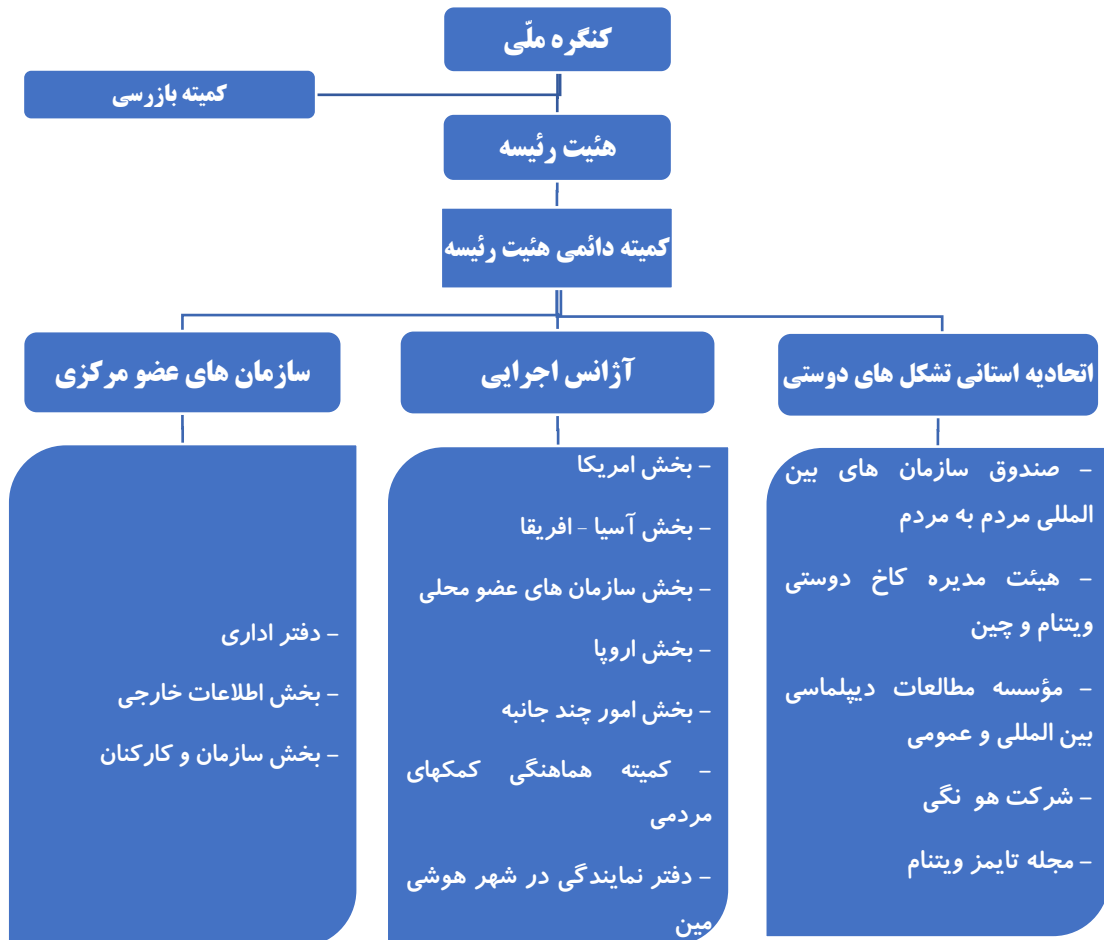 کنگره ملّی
کمیته بازرسی
هئیت رئیسه
کمیته دائمی هئیت رئیسه
اتحادیه استانی تشکل های دوستی
آژانس اجرایی
سازمان های عضو مرکزی
– صندوق سازمان های بین
المللی مردم به مردم
– هیئت مدیره کاخ دوستی
ویتنام و چین
– مؤسسه مطالعات دیپلماسی
بین المللی و عمومی
– شرکت هو نگی
– مجله تایمز ویتنام
– بخش امریکا
– بخش آسیا - افریقا
– بخش سازمان های عضو محلی
– بخش اروپا
– بخش امور چند جانبه
– کمیته هماهنگی کمکهای
مردمی
– دفتر نمایندگی در شهر هوشی
مین
– دفتر اداری
– بخش اطلاعات خارجی
– بخش سازمان و کارکنان